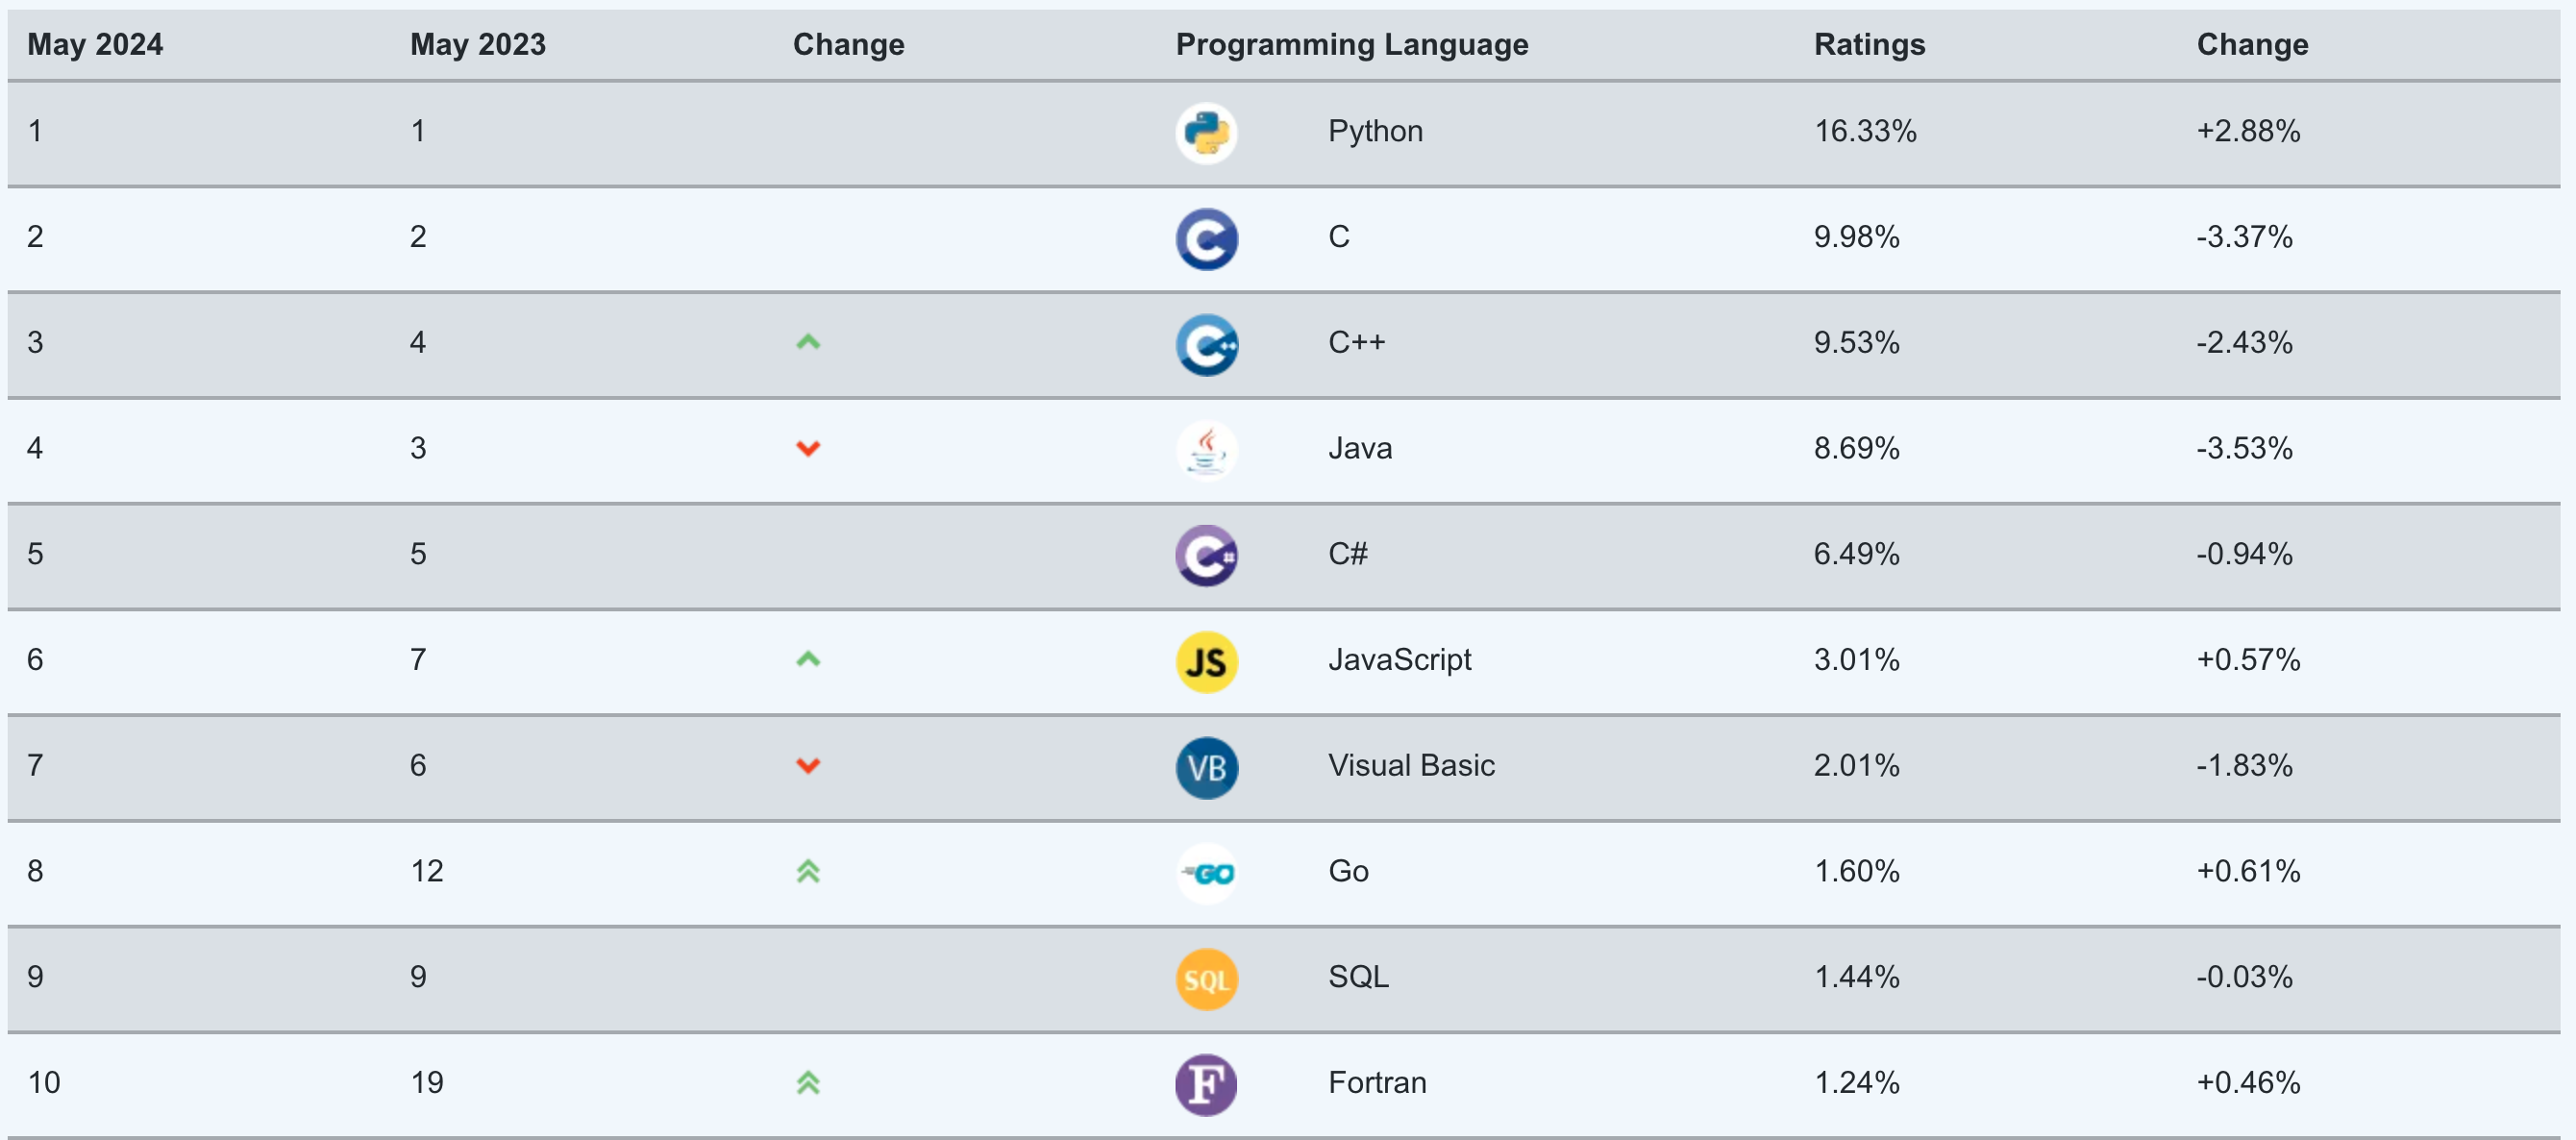 May 2024 May 2023 Change Programming Language Ratings Change
1 1 Python 16.33% +2.88%
2 2 C C 9.98% -3.37%
3 4 C++ C++ 9.53% -2.43%
4 3 Java 8.69% -3.53%
5 5 C# C# 6.49% -0.94%
6 7 JS JavaScript 3.01% +0.57%
7 6 VB Visual Basic 2.01% -1.83%
8 12 GO Go 1.60% +0.61%
9 9 SQL SQL 1.44% -0.03%
10 19 F Fortran 1.24% +0.46%